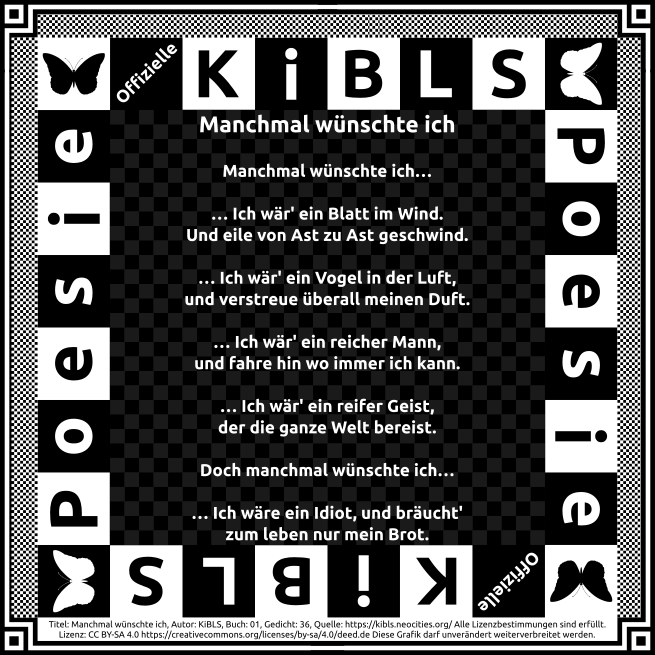 Offizielle
KiBLS
Poesie
Poesie
Manchmal wünschte ich
Manchmal wünschte ich...
... Ich wär' ein Blatt im Wind.
Und eile von Ast zu Ast geschwind.
... Ich wär' ein Vogel in der Luft,
und verstreue überall meinen Duft.
... Ich wär' ein reicher Mann,
und fahre hin wo immer ich kann.
... Ich wär' ein reifer Geist,
der die ganze Welt bereist.
Doch manchmal wünschte ich...
... Ich wäre ein Idiot, und bräucht'
zum leben nur mein Brot.
Offizielle
KiBLS
Titel: Manchmal wünschte ich, Autor: KiBLS, Buch: 01, Gedicht: 36, Quelle: https://kibls.neocities.org/ Alle Lizenzbestimmungen sind erfüllt.
Lizenz: CC BY-SA 4.0 https://creativecommons.org/licenses/by-sa/4.0/deed.de Diese Grafik darf unverändert weiterverbreitet werden.